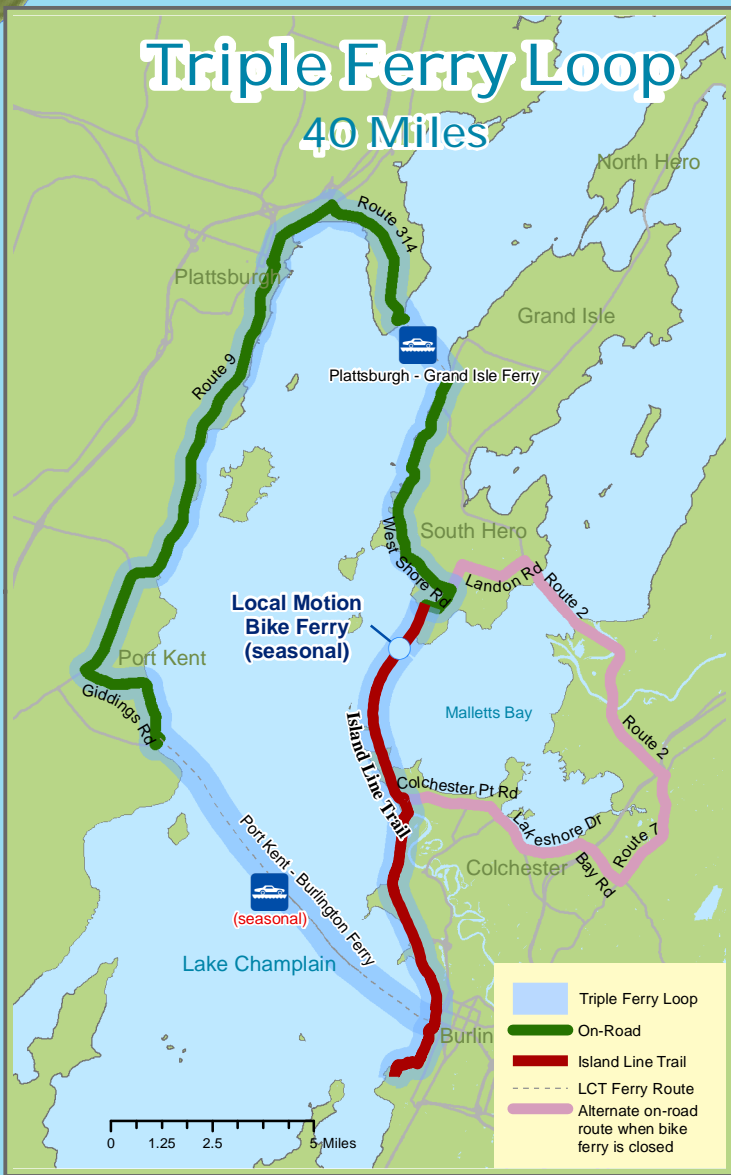 Triple Ferry Loop
40 Miles
North Hero
Route 314
Plattsburgh
Grand Isle
Plattsburgh - Grand Isle Ferry
Route 9
South Hero
West Shore Rd
Landon Rd
Route 2
Local Motion
Bike Ferry
(seasonal)
Port Kent
Giddings Rd
Malletts Bay
Island Line Trail
Route 2
Colchester Pt Rd
Lakeshore Dr
Route 7
Bay Rd
Colchester
Port Kent - Burlington Ferry
(seasonal)
Lake Champlain
Burlin
Triple Ferry Loop
On-Road
Island Line Trail
LCT Ferry Route
Alternate on-road
route when bike
ferry is closed
0 1.25 2.5 5 Miles